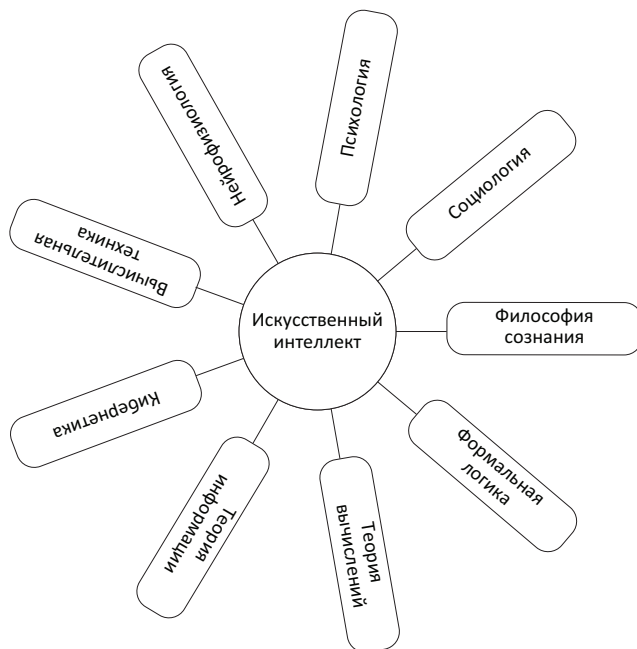 Искусственный
интеллект
Психология
Социология
Философия
сознания
Формальная
логика
Теория
вычислений
Теория
информации
Кибернетика
Вычислительная
техника
Нейрофизиология